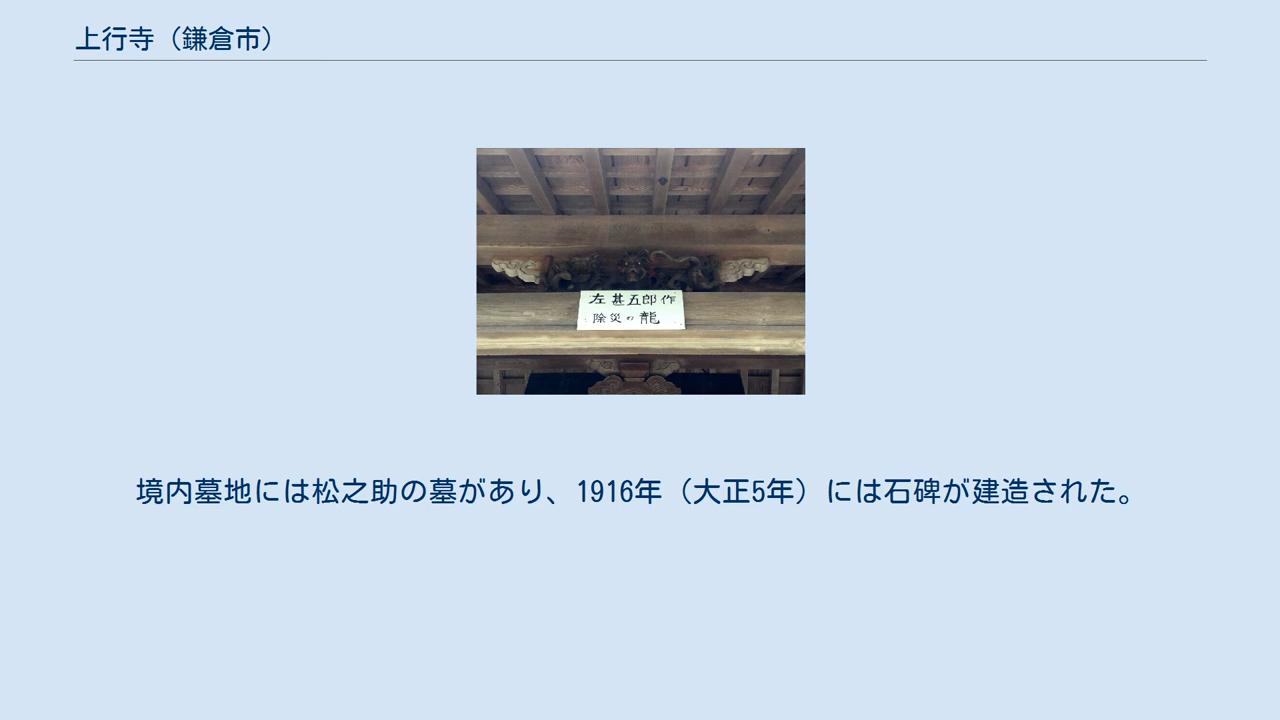 上行寺（鎌倉市）
左甚五郎作
除災の龍
境内墓地には松之助の墓があり、1916年（大正5年）には石碑が建造された。